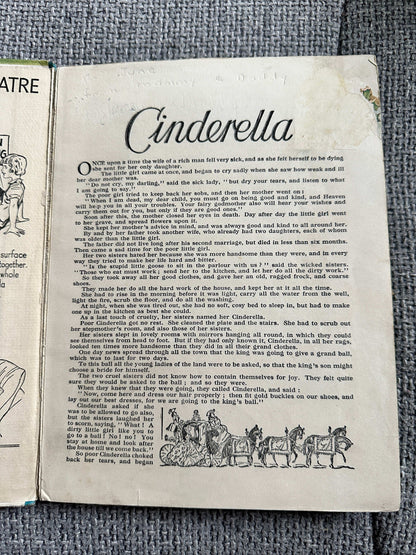 ATRE
N
NG
surface
together.
whole
Cinderella
ONCE upon a time the wife of a rich man fell very sick, and as she felt herself to be dying
she sent for her only daughter.
The little girl came at once, and began to cry sadly when she saw how weak and ill
her dear mother was.
"Do not cry, my darling," said the sick lady, "but dry your tears, and listen to what
I am going to say."
The poor girl tried to keep back her sobs, and then her mother went on:
"When I am dead, my dear child, you must go on being good and kind, and Heaven
will help you in all your troubles. Your fairy godmother also will hear your wishes and
carry them out for you, but only if they are good ones."
Soon after this, the mother closed her eyes in death. Day after day the little girl went
to her grave, and spread flowers upon it.
She kept her mother's advice in mind, and was always good and kind to all around her.
By and by her father took another wife, who already had two daughters, each of whom
was older than the little girl.
The father did not live long after his second marriage, but died in less than six months.
Then came a sad time for the poor little girl.
Her two sisters hated her because she was more handsome than they were, and in every
way they tried to make her life hard and bitter.
"Is the stupid little goose to sit in the parlour with us?" said the wicked sisters.
"Those who eat must work; send her to the kitchen, and let her do all the dirty work."
So they took away all her good clothes, and gave her an old, ragged frock, and coarse
shoes.
They made her do all the hard work of the house, and kept her at it all the time.
She had to rise in the morning before it was light, carry all the water from the well,
light the fire, scrub the floor, and do all the washing.
At night, when she was tired out, she had no soft, cosy bed to sleep in, but had to make
one up in the kitchen as best she could.
As a last touch of cruelty, her sisters named her Cinderella.
Poor Cinderella got no rest. She cleaned the plate and the stairs. She had to scrub out
her stepmother's room, and also those of her sisters.
Her sisters slept in very fine rooms with mirrors hanging all round, in which they could
see themselves from head to foot. But if they had only known it, Cinderella, in all her rags,
looked ten times more handsome than they did in all their grand clothes.
One day news spread through all the town that the king was going to give a grand ball,
which was to last for two days.
To this ball all the young ladies of the land were to be asked, so that the king's son might
choose a bride for himself.
The two cruel sisters did not know how to contain themselves for joy. They felt quite
sure they would be asked to the ball; and so they were.
When they knew that they were going, they called Cinderella, and said:
"Now, come here and dress our hair properly; then fit gold buckles on our shoes, and
lay out our best dresses, for we are going to the king's ball."
Cinderella asked if she
was to be allowed to go also,
but the sisters laughed her
to scorn, saying, "What! A
dirty little girl like you to
go to a ball! No! no! You
stay at home and look after
the house till we come back."
So poor Cinderella choked
back her tears, and began